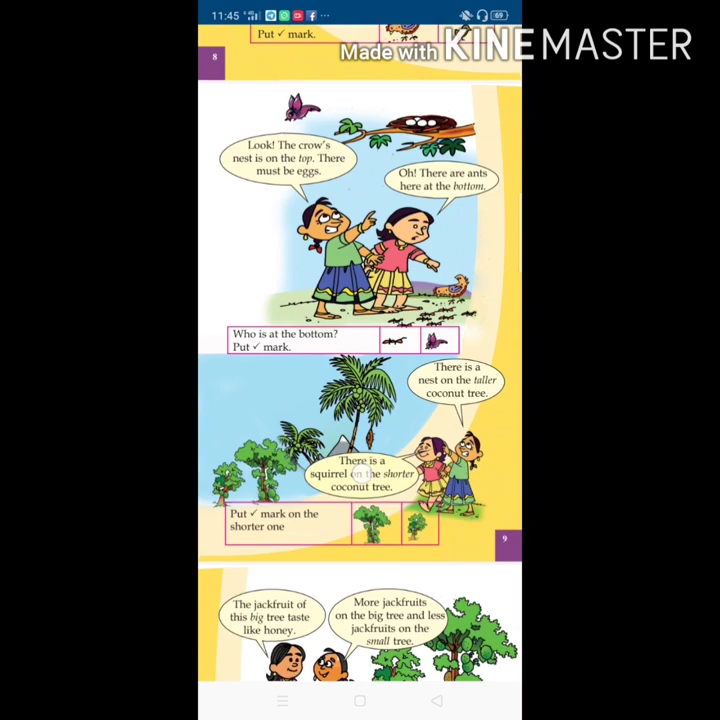 11:45
69
Put ✓ mark.
Made with KINEMASTER
8
Look! The crow's
nest is on the top. There
must be eggs.
Oh! There are ants
here at the bottom.
Who is at the bottom?
Put ✓ mark.
There is a
nest on the taller
coconut tree.
There is a
squirrel on the shorter
coconut tree.
Put ✓ mark on the
shorter one
9
The jackfruit of
this big tree taste
like honey.
More jackfruits
on the big tree and less
jackfruits on the
small tree.